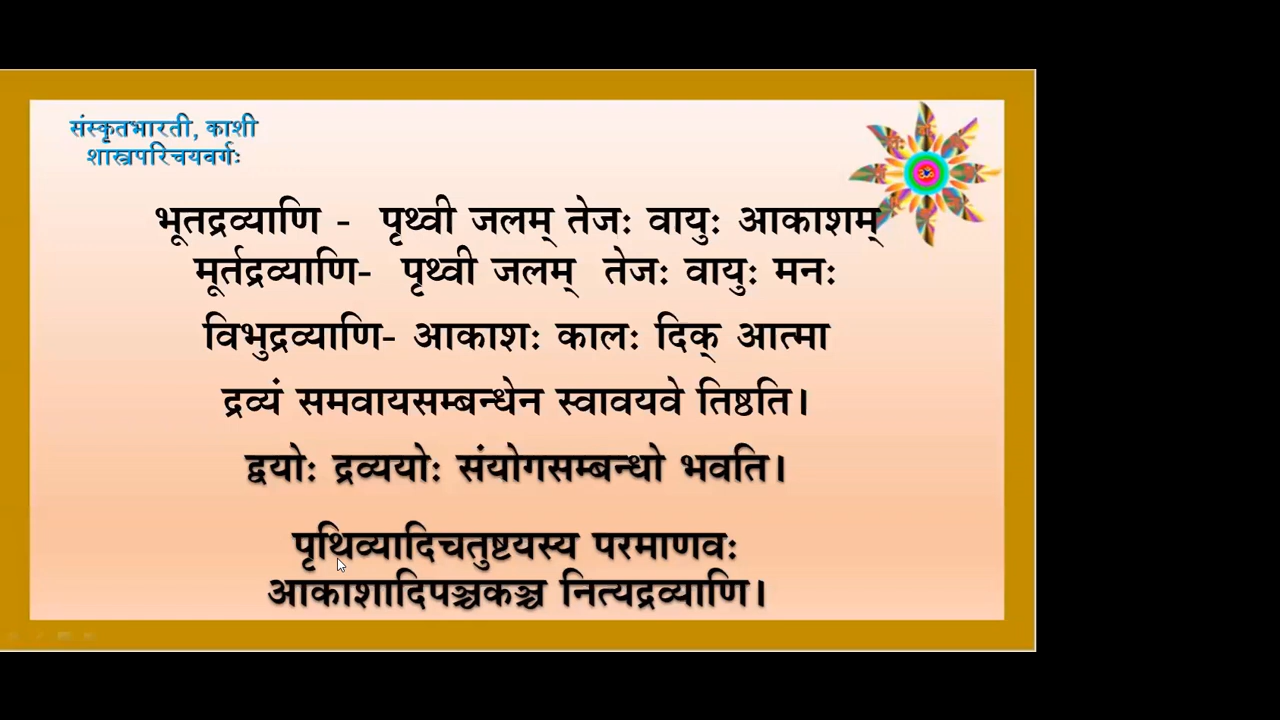 संस्कृतभारती, काशी
शास्त्रपरिचयवर्गः
भूतद्रव्याणि - पृथ्वी जलम् तेजः वायुः आकाशम्
मूर्तद्रव्याणि- पृथ्वी जलम् तेजः वायुः मनः
विभुद्रव्याणि- आकाशः कालः दिक् आत्मा
द्रव्यं समवायसम्बन्धेन स्वावयवे तिष्ठति।
द्वयोः द्रव्ययोः संयोगसम्बन्धो भवति।
पृथिव्यादिचतुष्टयस्य परमाणवः
आकाशादिपञ्चकञ्च नित्यद्रव्याणि।